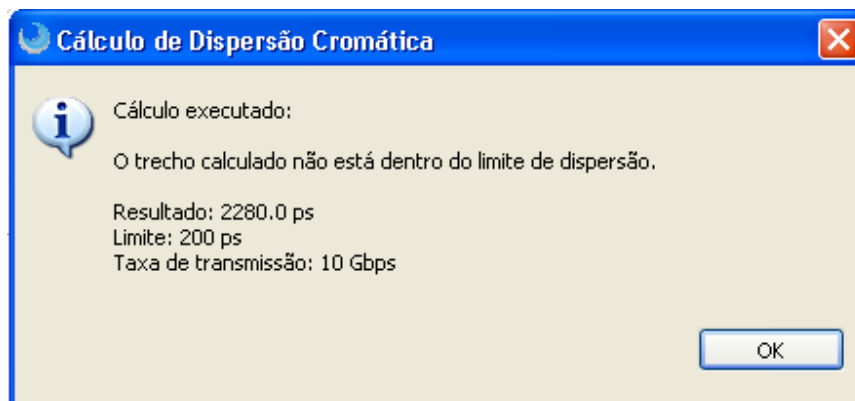 Cálculo de Dispersão Cromática
Cálculo executado:
O trecho calculado não está dentro do limite de dispersão.
Resultado: 2280.0 ps
Limite: 200 ps
Taxa de transmissão: 10 Gbps
OK